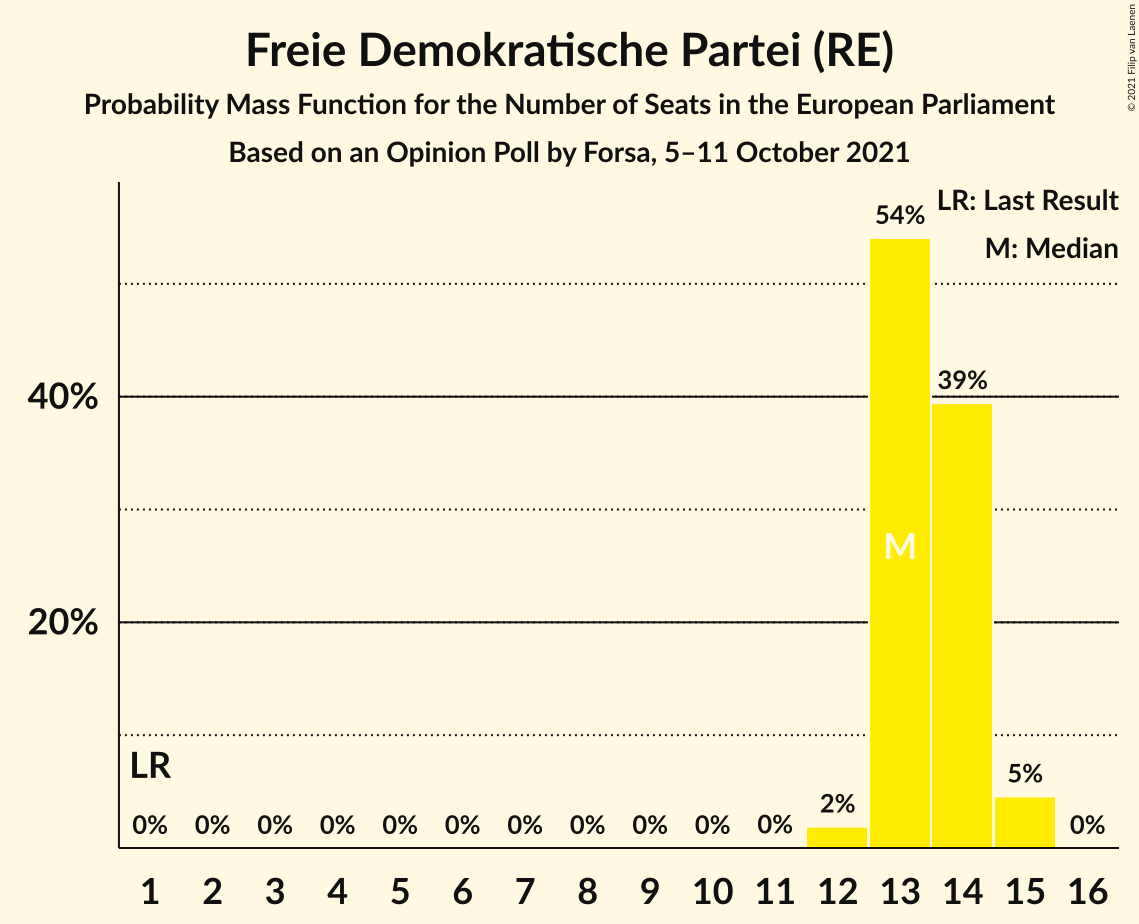 Freie Demokratische Partei (RE)
Probability Mass Function for the Number of Seats in the European Parliament
Based on an Opinion Poll by Forsa, 5–11 October 2021
© 2021 Filip van Laenen
LR: Last Result
M: Median
54%
39%
40%
M
20%
LR
5%
2%
0% 0% 0% 0% 0% 0% 0% 0% 0% 0% 0% 0%
1 2 3 4 5 6 7 8 9 10 11 12 13 14 15 16